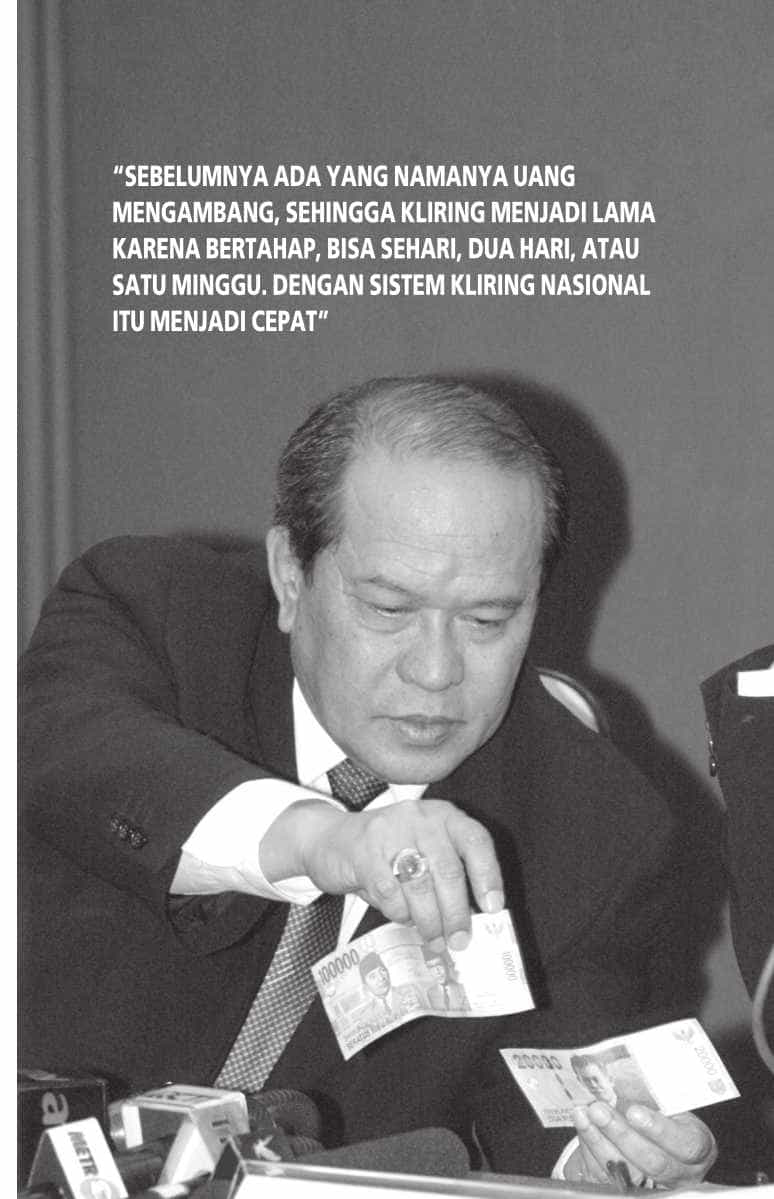 “SEBELUMNYA ADA YANG NAMANYA UANG
MENGAMBANG, SEHINGGA KLIRING MENJADI LAMA
KARENA BERTAHAP, BISA SEHARI, DUA HARI, ATAU
SATU MINGGU. DENGAN SISTEM KLIRING NASIONAL
ITU MENJADI CEPAT”
100000
100000
20000
20000
a
METR